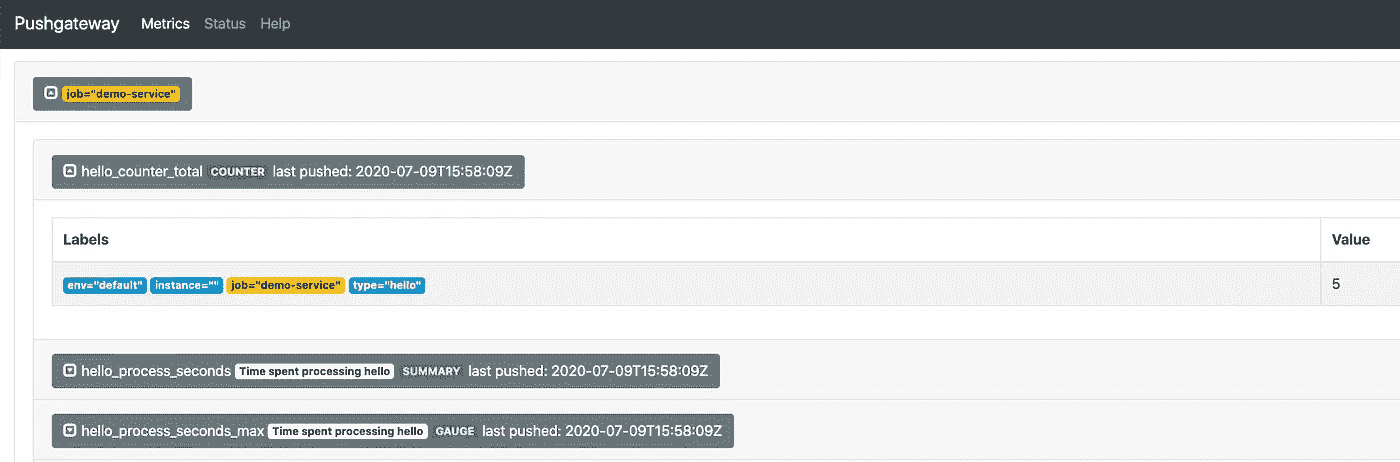 Pushgateway Metrics Status Help
job="demo-service"
hello_counter_total COUNTER last pushed: 2020-07-09T15:58:09Z
Labels Value
env="default" instance="" job="demo-service" type="hello" 5
hello_process_seconds Time spent processing hello SUMMARY last pushed: 2020-07-09T15:58:09Z
hello_process_seconds_max Time spent processing hello GAUGE last pushed: 2020-07-09T15:58:09Z